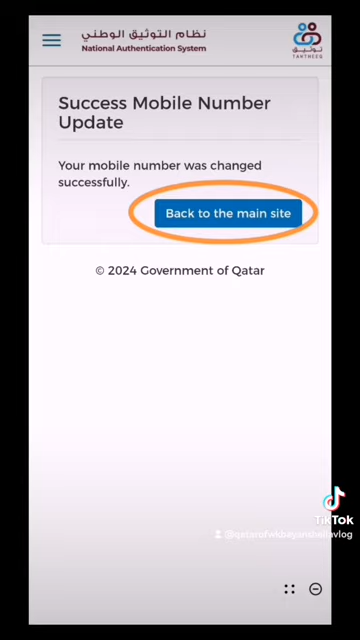 نظام التوثيق الوطني
National Authentication System
توثيق
TAWTHEEQ
Success Mobile Number
Update
Your mobile number was changed
successfully.
Back to the main site
© 2024 Government of Qatar
TikTok